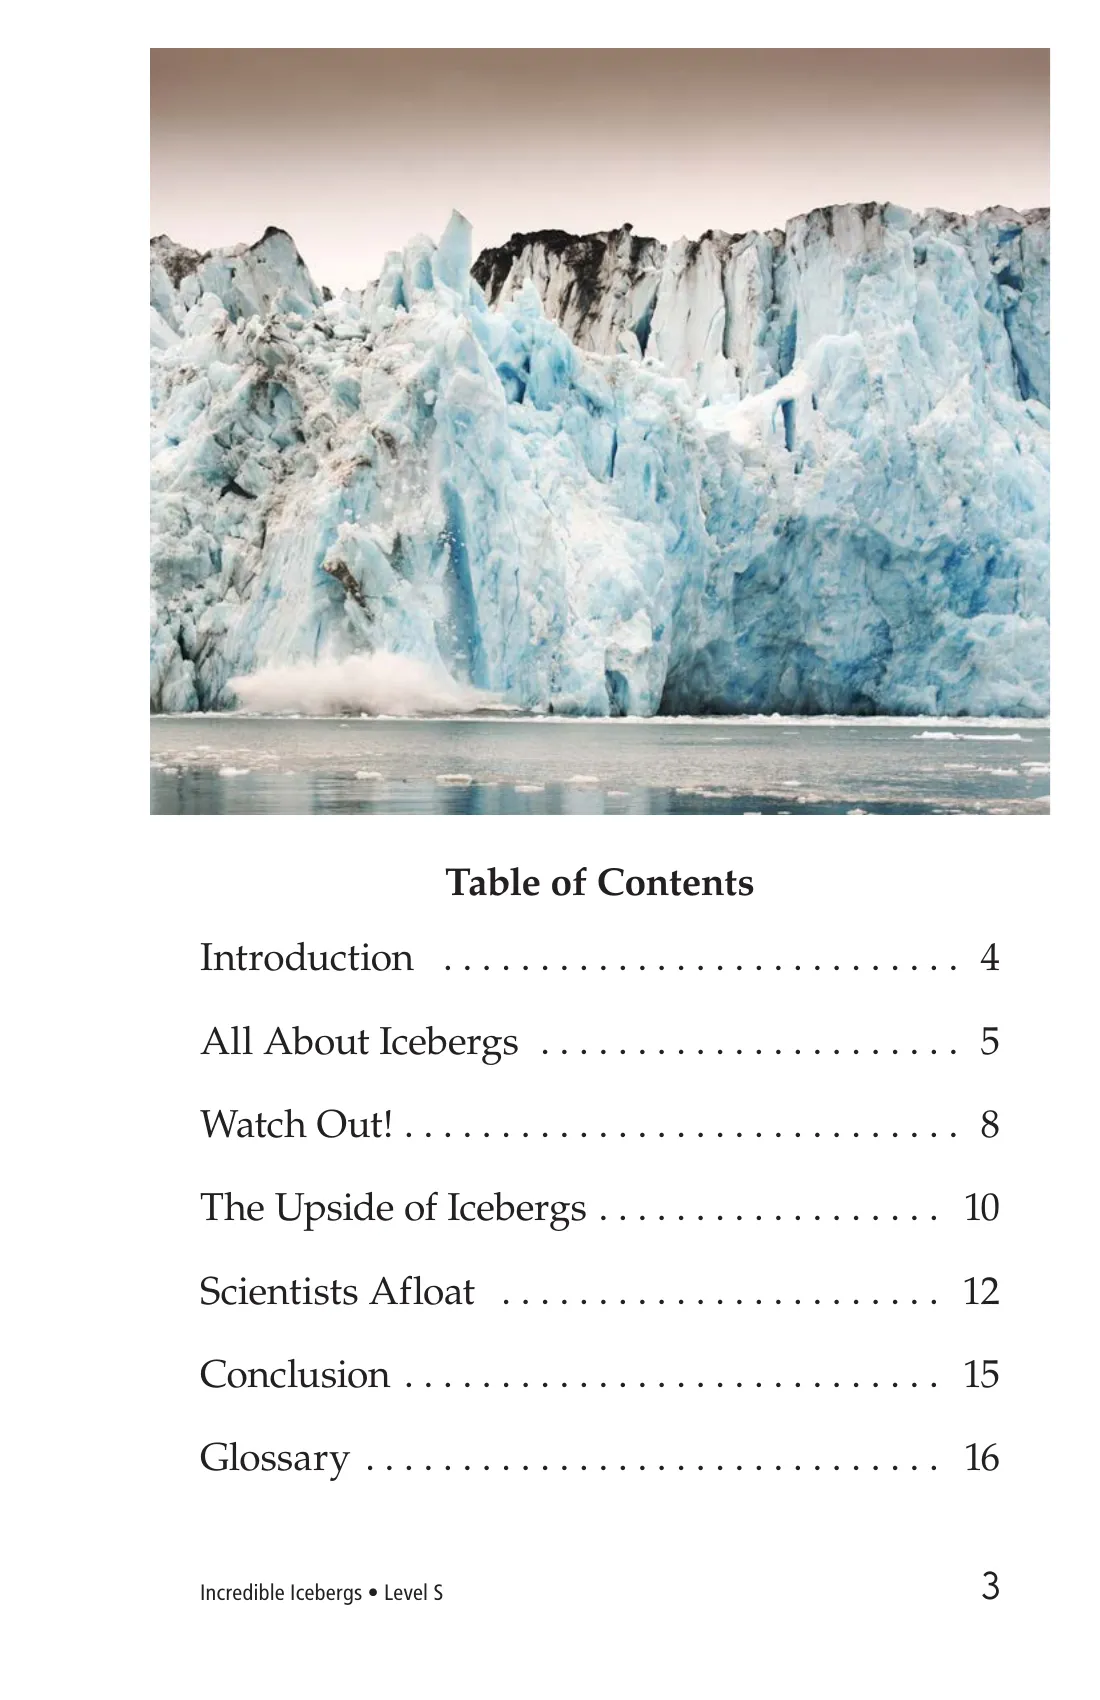 Table of Contents
Introduction . . . . . . . . . . . . . . . . . . . . . . . . . . . 4
All About Icebergs . . . . . . . . . . . . . . . . . . . . . . 5
Watch Out! . . . . . . . . . . . . . . . . . . . . . . . . . . . . . 8
The Upside of Icebergs . . . . . . . . . . . . . . . . . . 10
Scientists Afloat . . . . . . . . . . . . . . . . . . . . . . . 12
Conclusion . . . . . . . . . . . . . . . . . . . . . . . . . . . . 15
Glossary . . . . . . . . . . . . . . . . . . . . . . . . . . . . . . 16
Incredible Icebergs • Level S 3